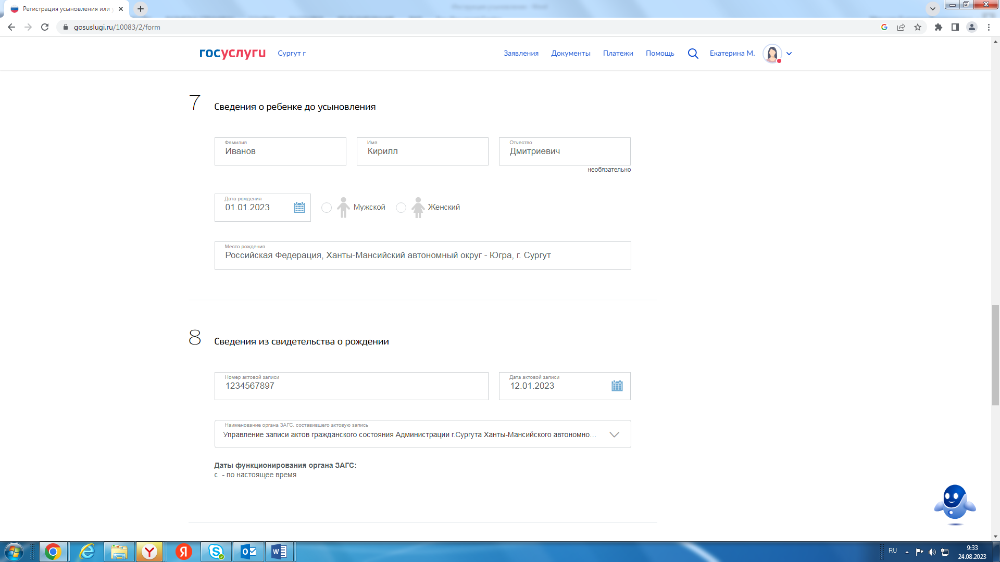 Регистрация усыновления или
gosuslugi.ru/10083/2/form
госуслуги Сургут г Заявления Документы Платежи Помощь Екатерина М.
7 Сведения о ребенке до усыновления
Фамилия Имя Отчество
Иванов Кирилл Дмитриевич
необязательно
Дата рождения
01.01.2023 Мужской Женский
Место рождения
Российская Федерация, Ханты-Мансийский автономный округ - Югра, г. Сургут
8 Сведения из свидетельства о рождении
Номер актовой записи Дата актовой записи
1234567897 12.01.2023
Наименование органа ЗАГС, составившего актовую запись
Управление записи актов гражданского состояния Администрации г.Сургута Ханты-Мансийского автономно...
Даты функционирования органа ЗАГС:
с - по настоящее время
RU 9:33
24.08.2023